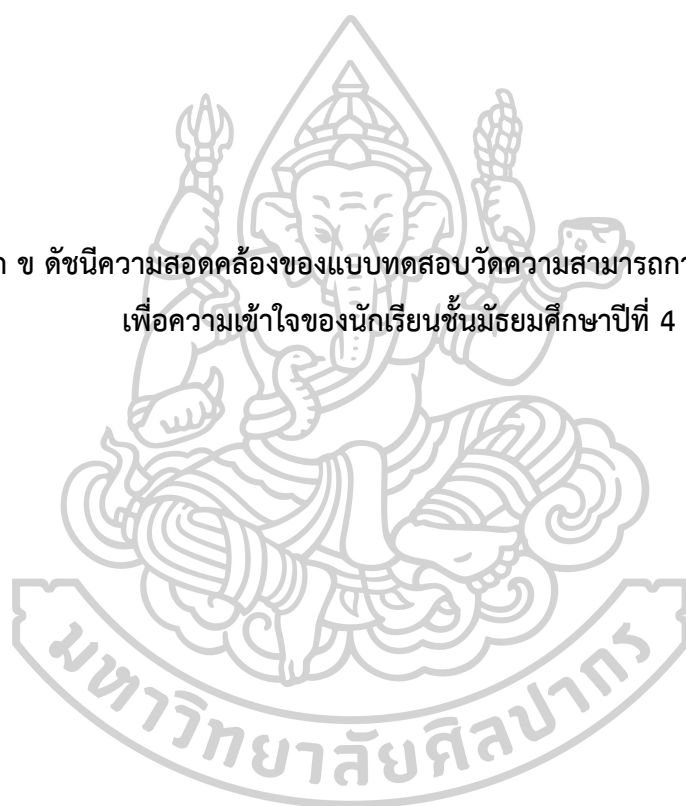 ข ดัชนีความสอดคล้องของแบบทดสอบวัดความสามารถ
เพื่อความเข้าใจของนักเรียนชั้นมัธยมศึกษาปีที่ 4
มหาวิทยาลัยศิลปากร